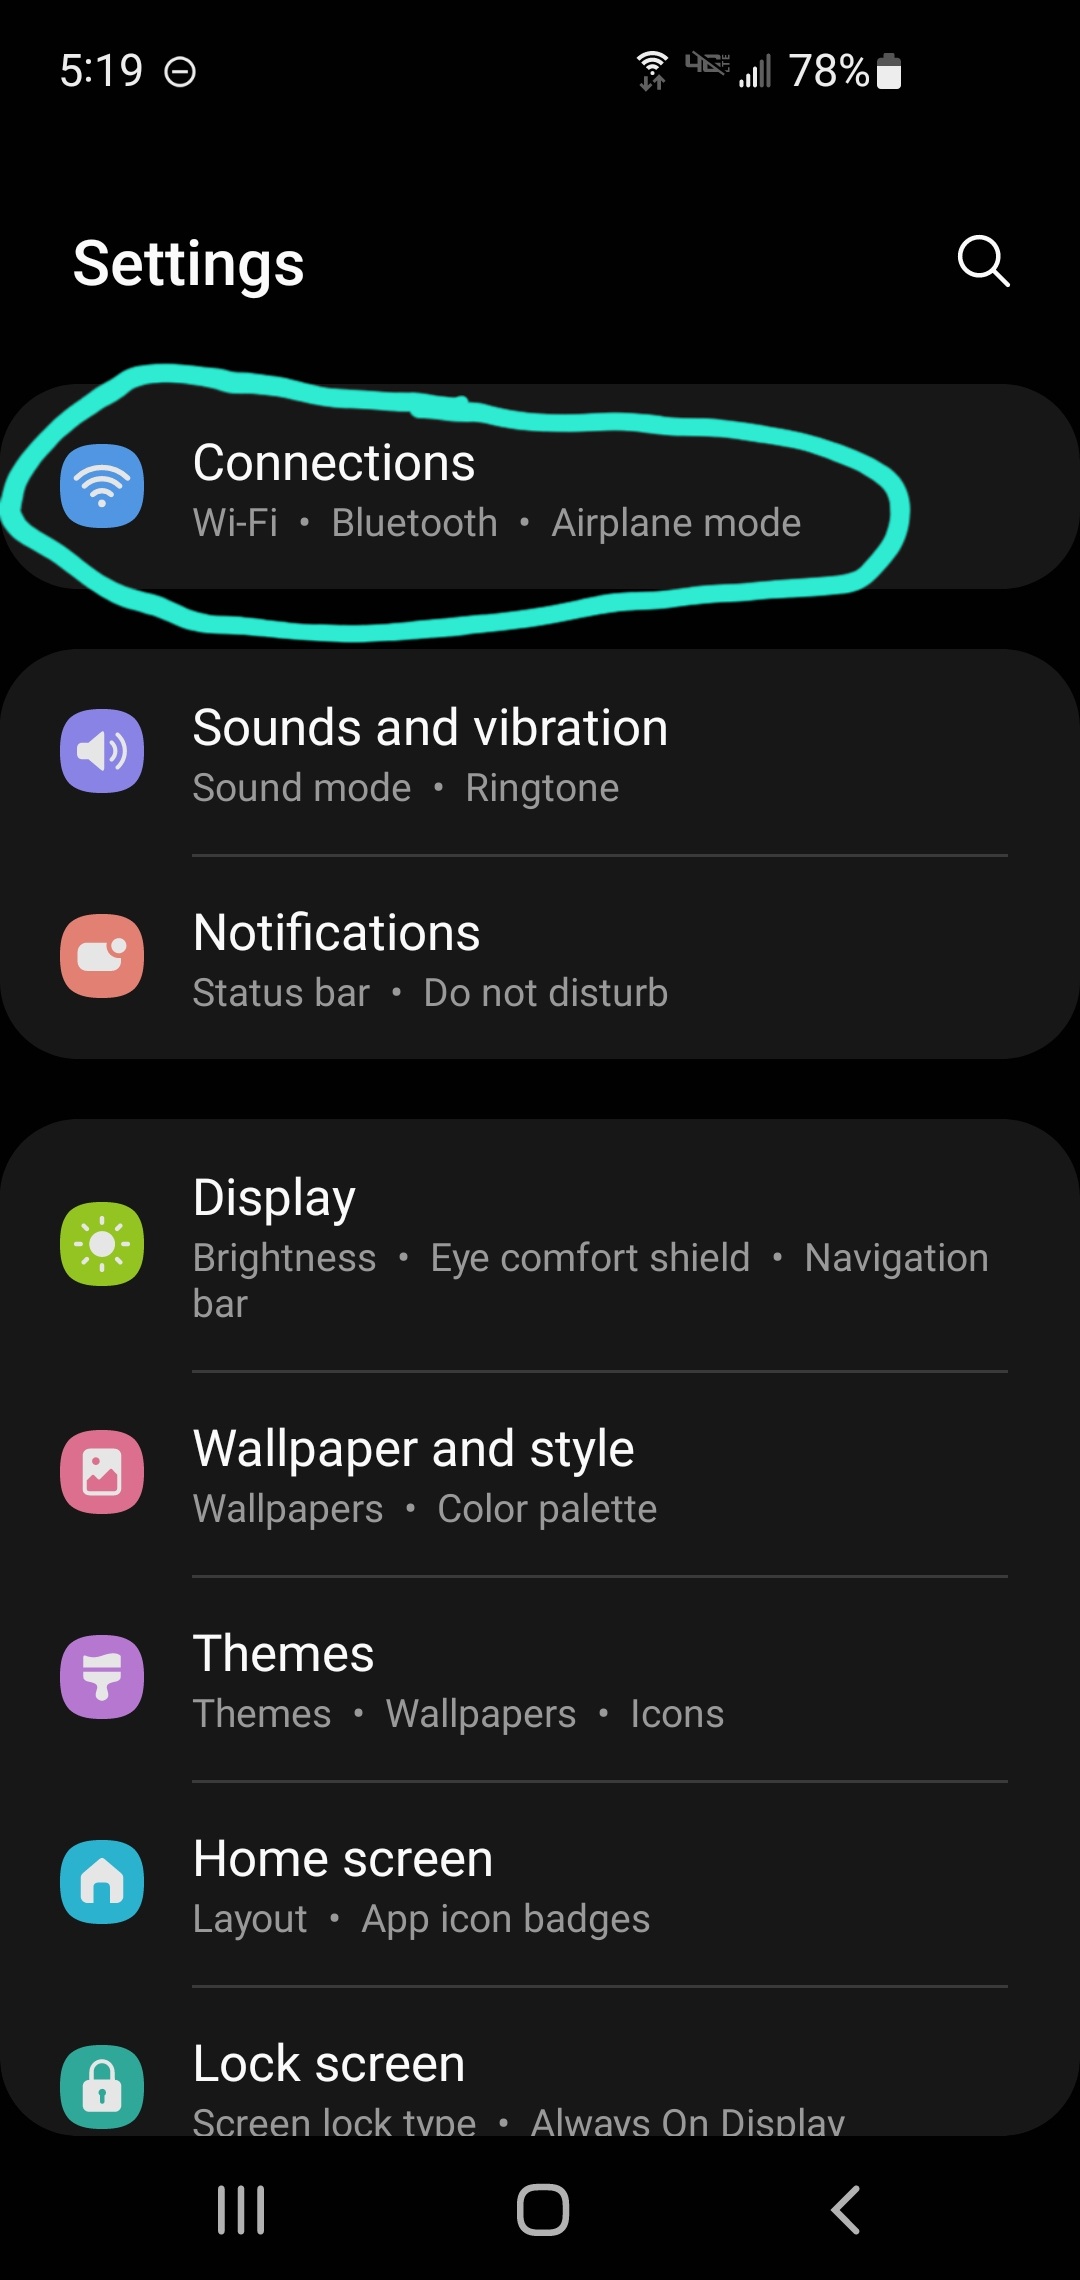 5:19 4G LTE 78%
Settings
Connections
Wi-Fi • Bluetooth • Airplane mode
Sounds and vibration
Sound mode • Ringtone
Notifications
Status bar • Do not disturb
Display
Brightness • Eye comfort shield • Navigation
bar
Wallpaper and style
Wallpapers • Color palette
Themes
Themes • Wallpapers • Icons
Home screen
Layout • App icon badges
Lock screen
Screen lock type • Always On Display